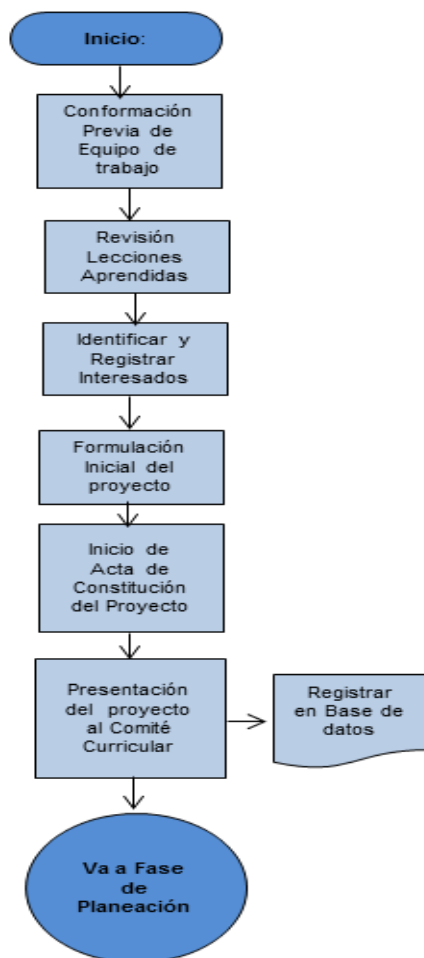 Inicio:
Conformación
Previa de
Equipo de
trabajo
Revisión
Lecciones
Aprendidas
Identificar y
Registrar
Interesados
Formulación
Inicial del
proyecto
Inicio de
Acta de
Constitución
del Proyecto
Presentación
del proyecto
al Comité
Curricular
Registrar
en Base de
datos
Va a Fase
de
Planeación